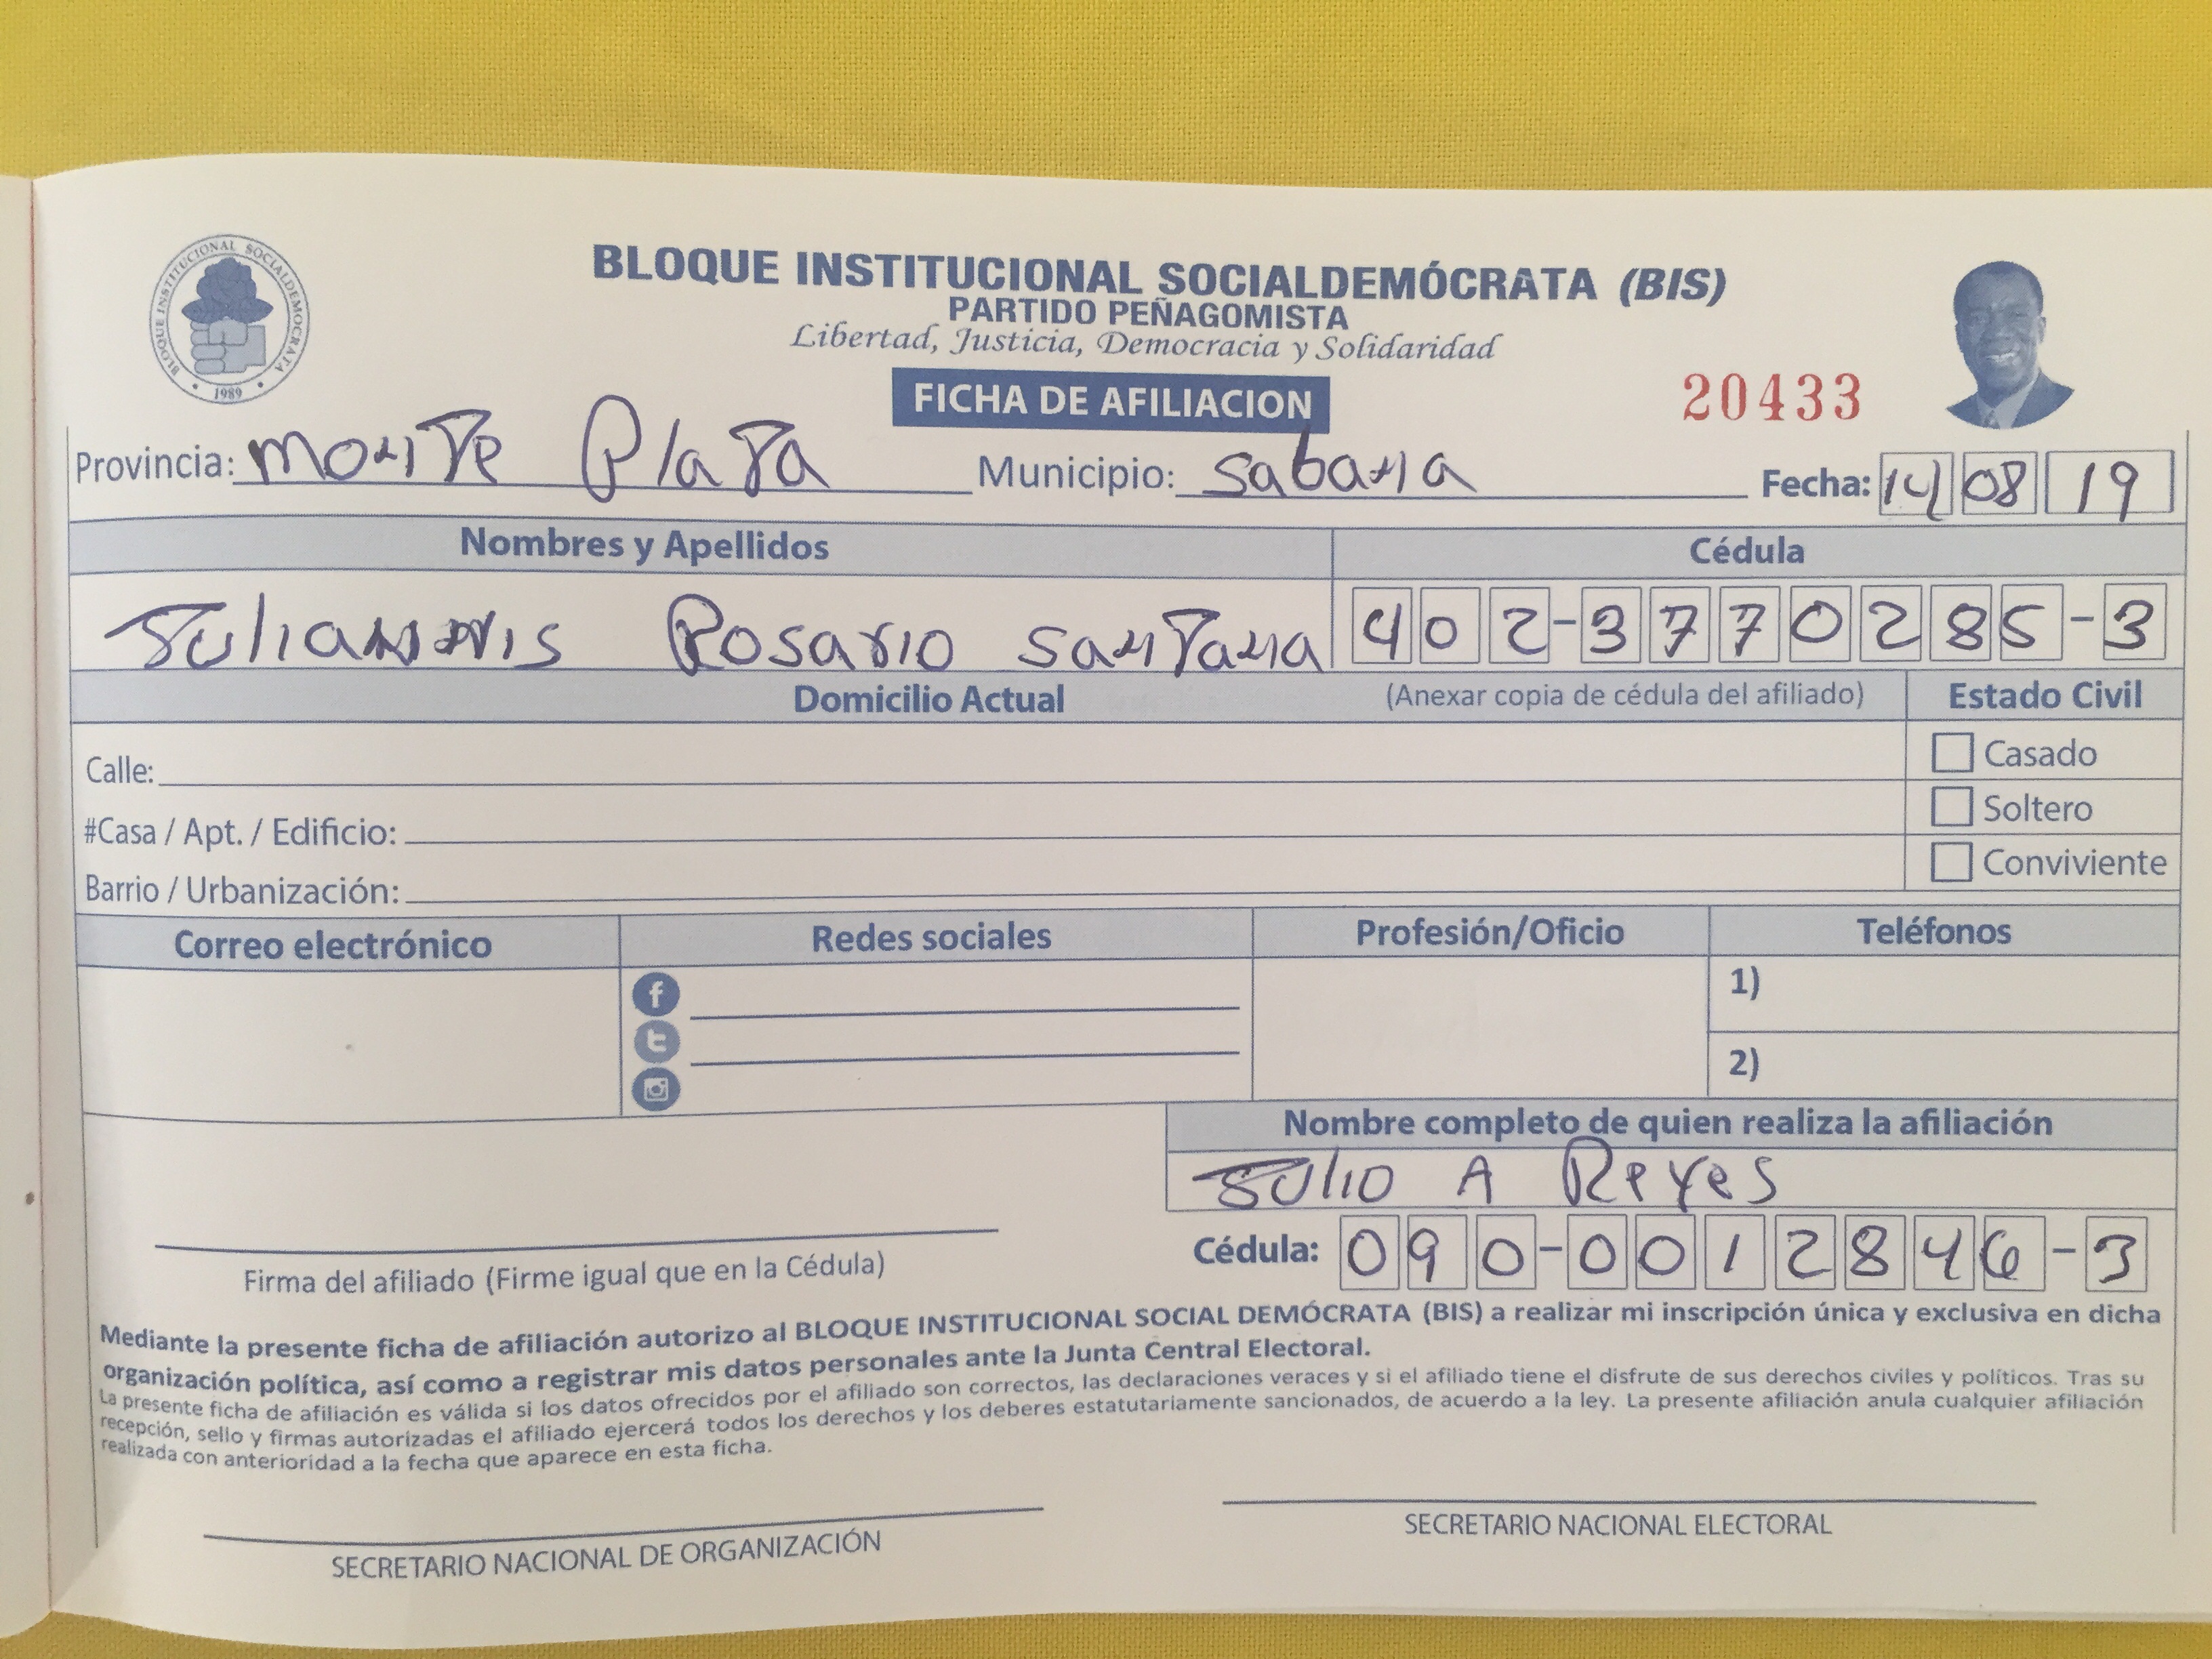 BLOQUE INSTITUCIONAL SOCIALDEMOCRATA
1989
BLOQUE INSTITUCIONAL SOCIALDEMÓCRATA (BIS)
PARTIDO PEÑAGOMISTA
Libertad, Justicia, Democracia y Solidaridad
FICHA DE AFILIACION
20433
Provincia: Monte Plata Municipio: Sabana Fecha: 14 08 19
Nombres y Apellidos Cédula
Rosario Santana 402-3770285-3
Domicilio Actual (Anexar copia de cédula del afiliado) Estado Civil
Calle: Casado
#Casa / Apt. / Edificio: Soltero
Barrio / Urbanización: Conviviente
Correo electrónico Redes sociales Profesión/Oficio Teléfonos
1)
2)
Nombre completo de quien realiza la afiliación
Julio A Reyes
Cédula: 090-0012846-3
Firma del afiliado (Firme igual que en la Cédula)
Mediante la presente ficha de afiliación autorizo al BLOQUE INSTITUCIONAL SOCIAL DEMÓCRATA (BIS) a realizar mi inscripción única y exclusiva en dicha
organización política, así como a registrar mis datos personales ante la Junta Central Electoral.
La presente ficha de afiliación es válida si los datos ofrecidos por el afiliado son correctos, las declaraciones veraces y si el afiliado tiene el disfrute de sus derechos civiles y políticos. Tras su
recepción, sello y firmas autorizadas el afiliado ejercerá todos los derechos y los deberes estatutariamente sancionados, de acuerdo a la ley. La presente afiliación anula cualquier afiliación
realizada con anterioridad a la fecha que aparece en esta ficha.
SECRETARIO NACIONAL DE ORGANIZACIÓN SECRETARIO NACIONAL ELECTORAL